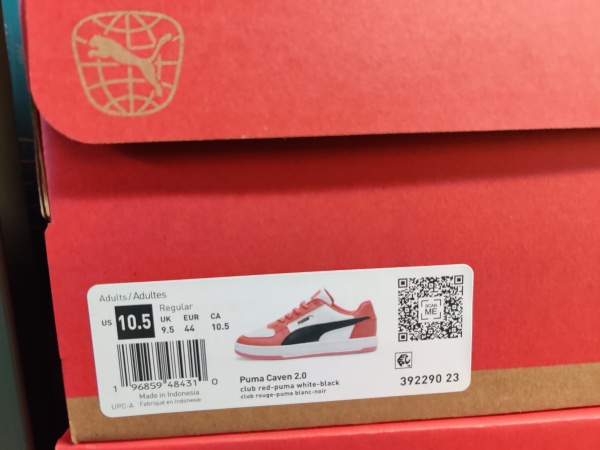 Adults/Adultes
Regular
US 10.5 UK 9.5 EUR 44 CA 10.5
SCAN ME
1 96859 48431 0
Made in Indonesia
UPC-A Fabriqué en Indonésie
Puma Caven 2.0
club red-puma white-black
club rouge-puma blanc-noir
392290 23